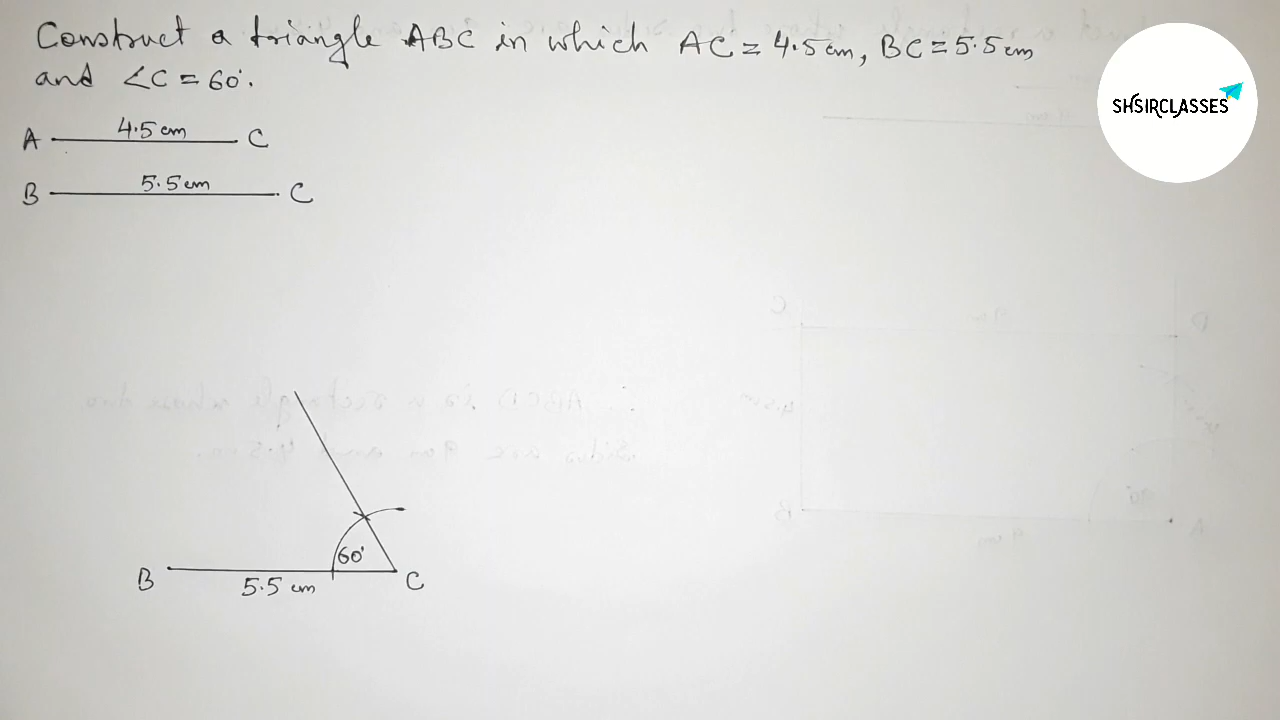 Construct a triangle ABC in which AC = 4.5 cm, BC = 5.5 cm
and ∠C = 60°.
SHSIRCLASSES
A 4.5 cm C
B 5.5 cm C
60°
B 5.5 cm C